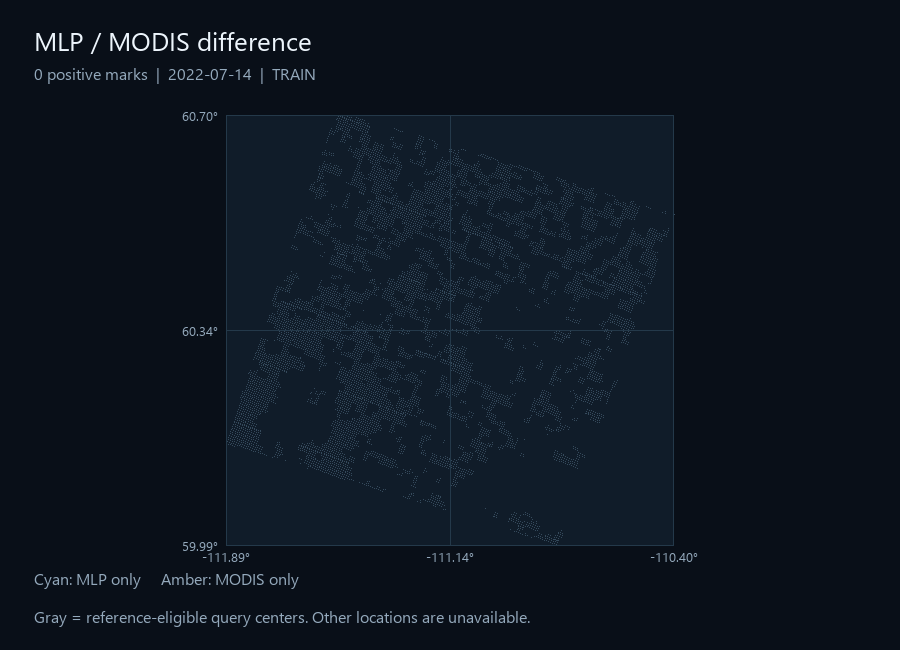 MLP / MODIS difference
0 positive marks | 2022-07-14 | TRAIN
60.70°
60.34°
59.99°
-111.89° -111.14° -110.40°
Cyan: MLP only Amber: MODIS only
Gray = reference-eligible query centers. Other locations are unavailable.